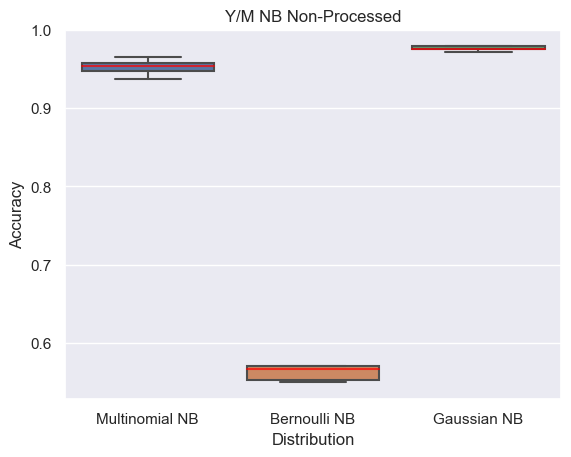 Y/M NB Non-Processed
1.0
0.9
0.8
0.7
0.6
Accuracy
Multinomial NB
Bernoulli NB
Gaussian NB
Distribution